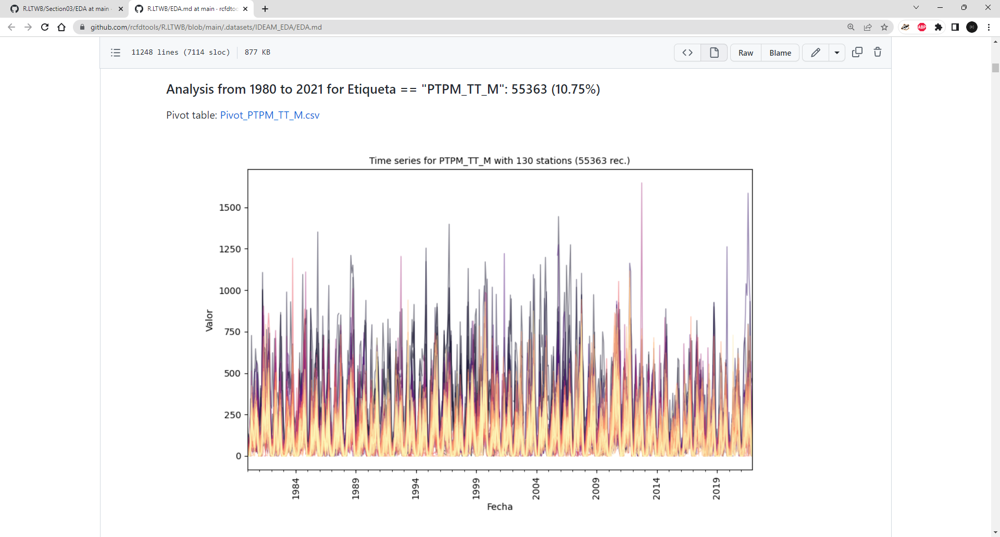 R.LTWB/Section03/EDA at main ·
R.LTWB/EDA.md at main · rcfdtoo
github.com/rcfdtools/R.LTWB/blob/main/.datasets/IDEAM_EDA/EDA.md
ABP
11248 lines (7114 sloc) 877 KB
Raw
Blame
Analysis from 1980 to 2021 for Etiqueta == "PTPM_TT_M": 55363 (10.75%)
Pivot table: Pivot_PTPM_TT_M.csv
Time series for PTPM_TT_M with 130 stations (55363 rec.)
1500
1250
1000
750
500
250
0
Valor
1984
1989
1994
1999
2004
2009
2014
2019
Fecha